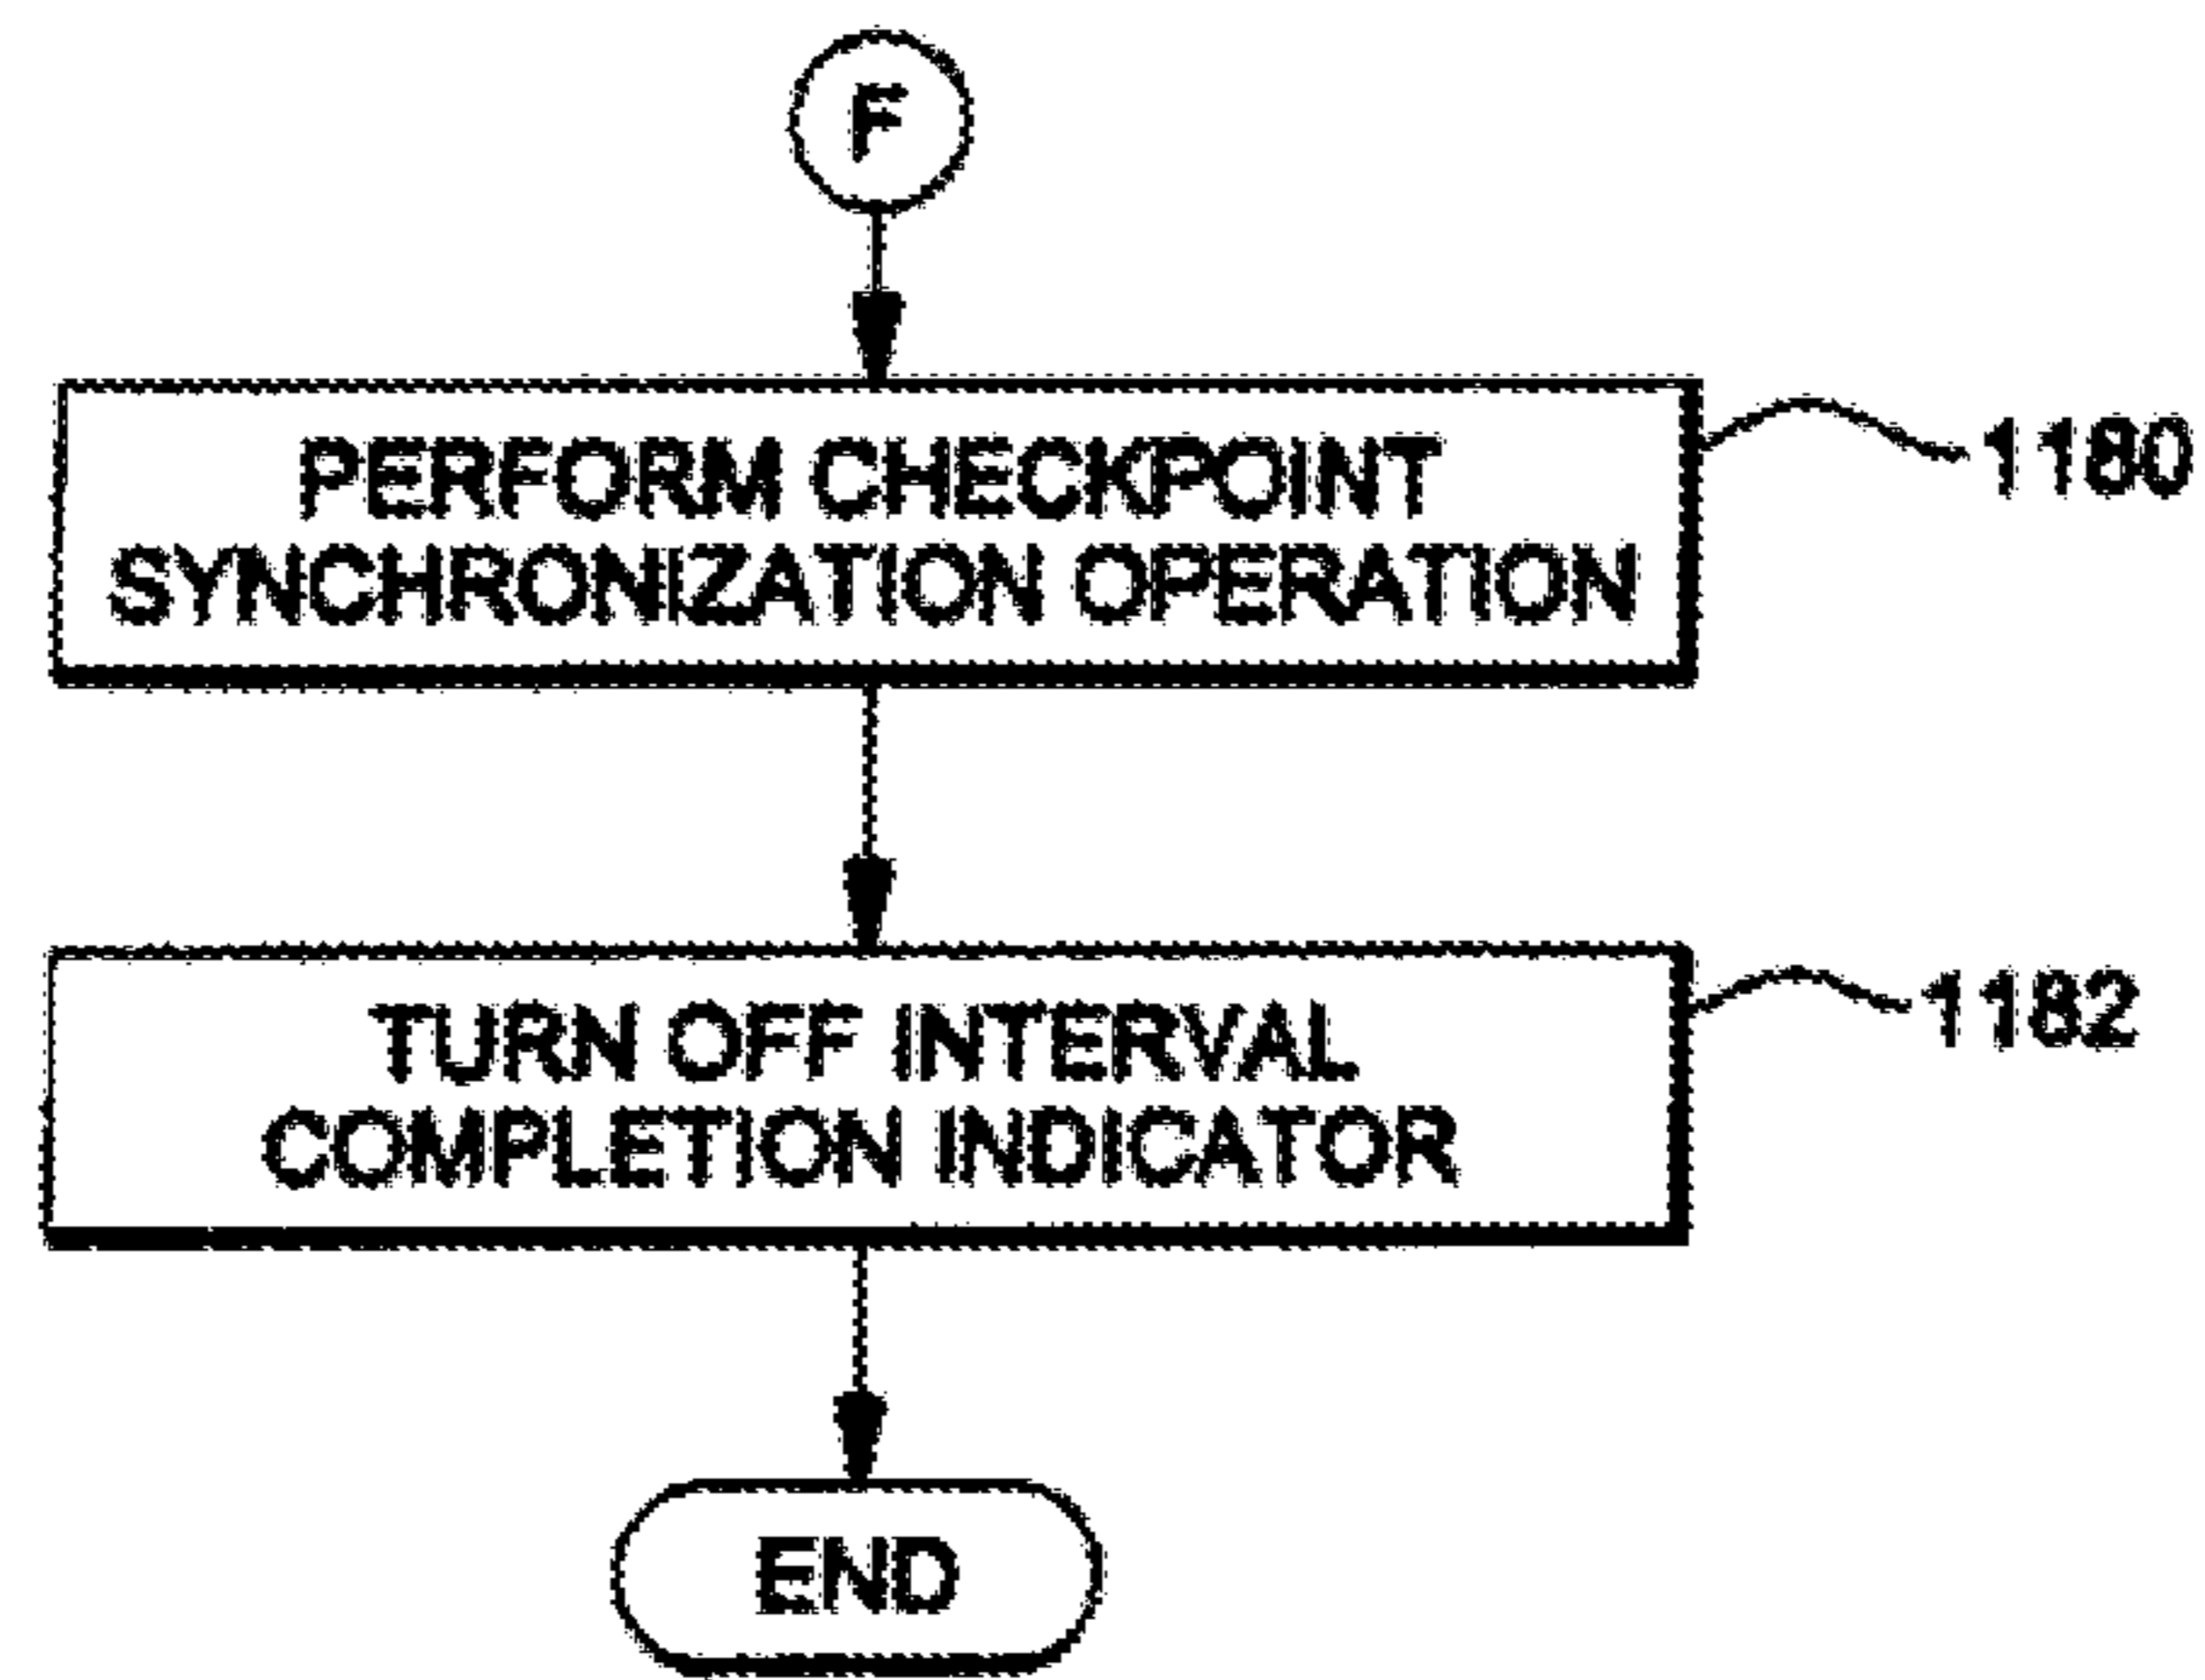 F
PERFORM CHECKPOINT
SYNCHRONIZATION OPERATION
1180
TURN OFF INTERVAL
COMPLETION INDICATOR
1182
END